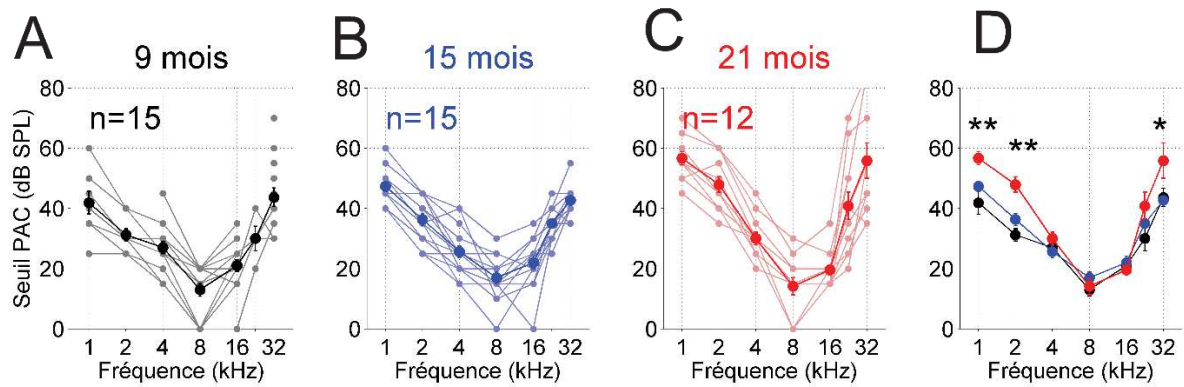 A
9 mois
Seuil PAC (dB SPL)
80
60
40
20
0
n=15
1 2 4 8 16 32
Fréquence (kHz)
B
15 mois
80
60
40
20
0
n=15
1 2 4 8 16 32
Fréquence (kHz)
C
21 mois
80
60
40
20
0
n=12
1 2 4 8 16 32
Fréquence (kHz)
D
80
60
40
20
0
** ** *
1 2 4 8 16 32
Fréquence (kHz)